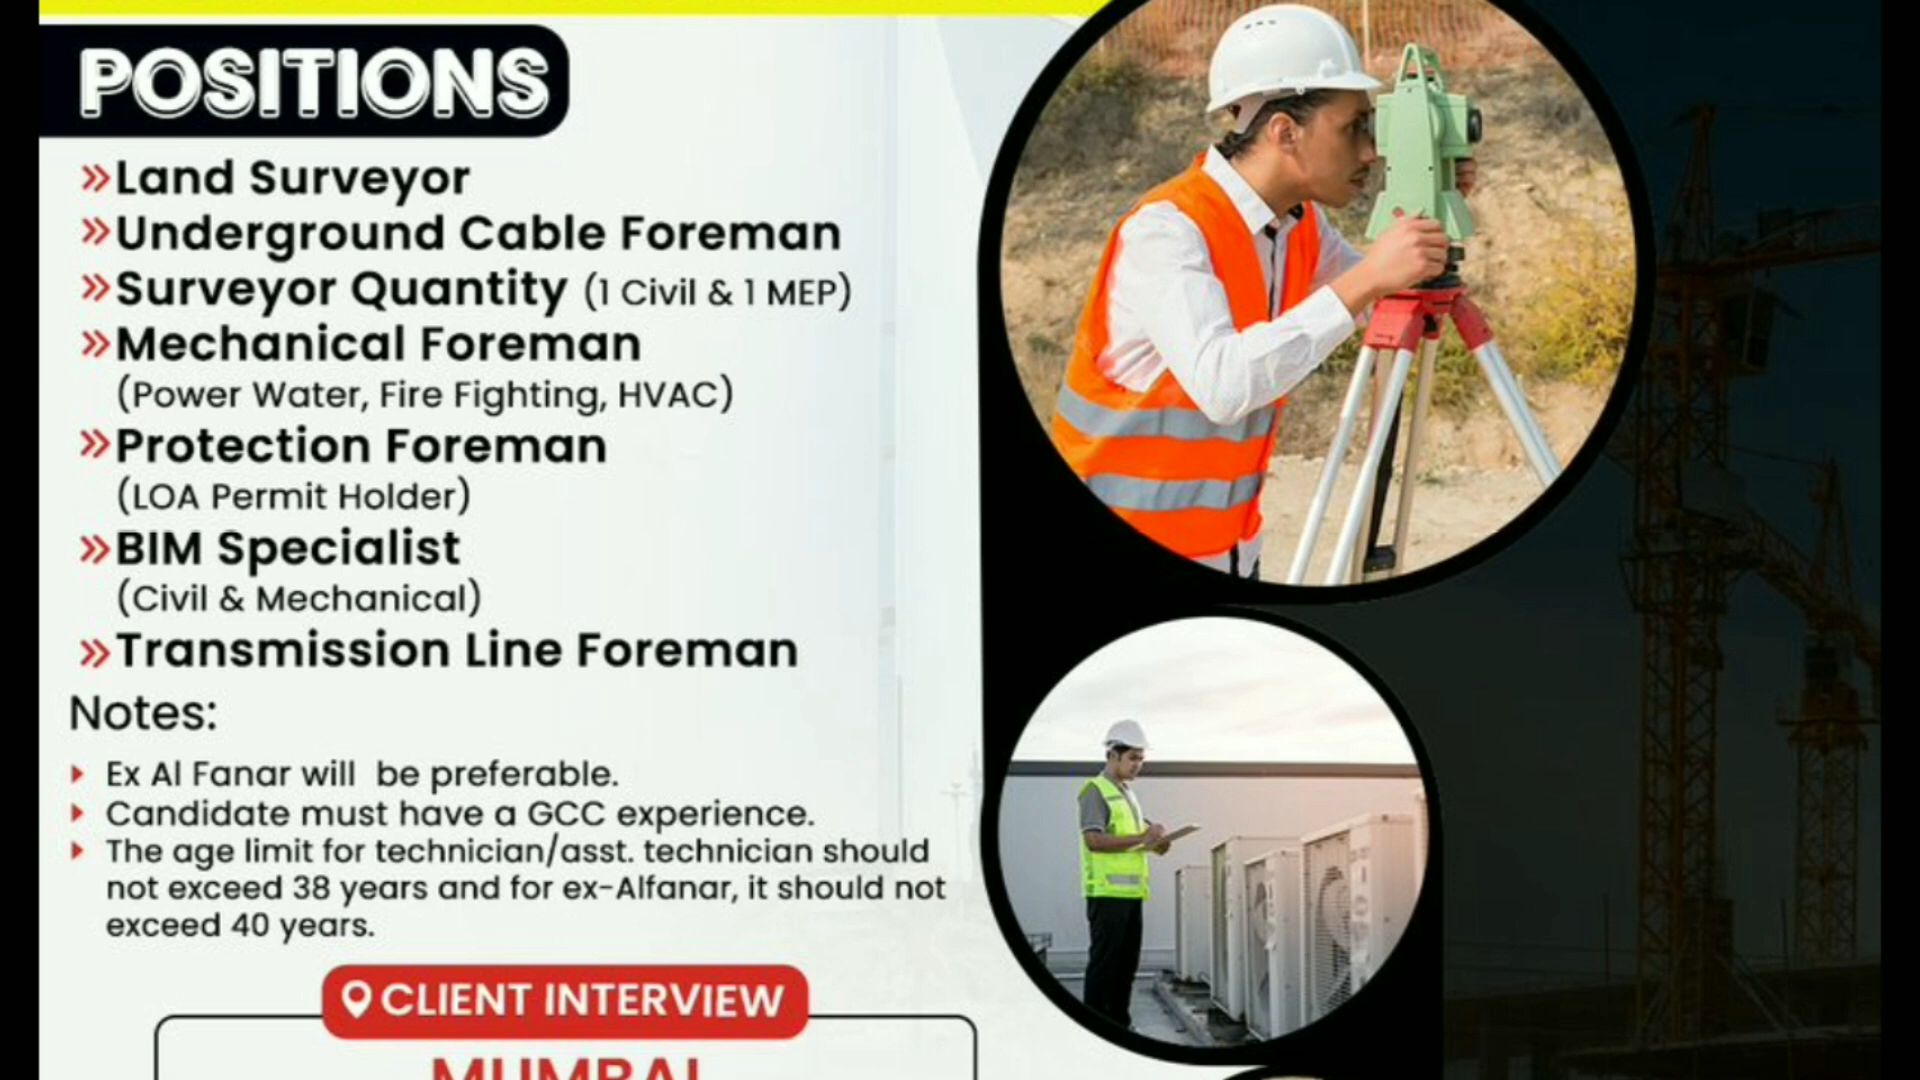 POSITIONS
Land Surveyor
Underground Cable Foreman
Surveyor Quantity (1 Civil & 1 MEP)
Mechanical Foreman
(Power Water, Fire Fighting, HVAC)
Protection Foreman
(LOA Permit Holder)
BIM Specialist
(Civil & Mechanical)
Transmission Line Foreman
Notes:
Ex Al Fanar will be preferable.
Candidate must have a GCC experience.
The age limit for technician/asst. technician should
not exceed 38 years and for ex-Alfanar, it should not
exceed 40 years.
CLIENT INTERVIEW
MUMBAI